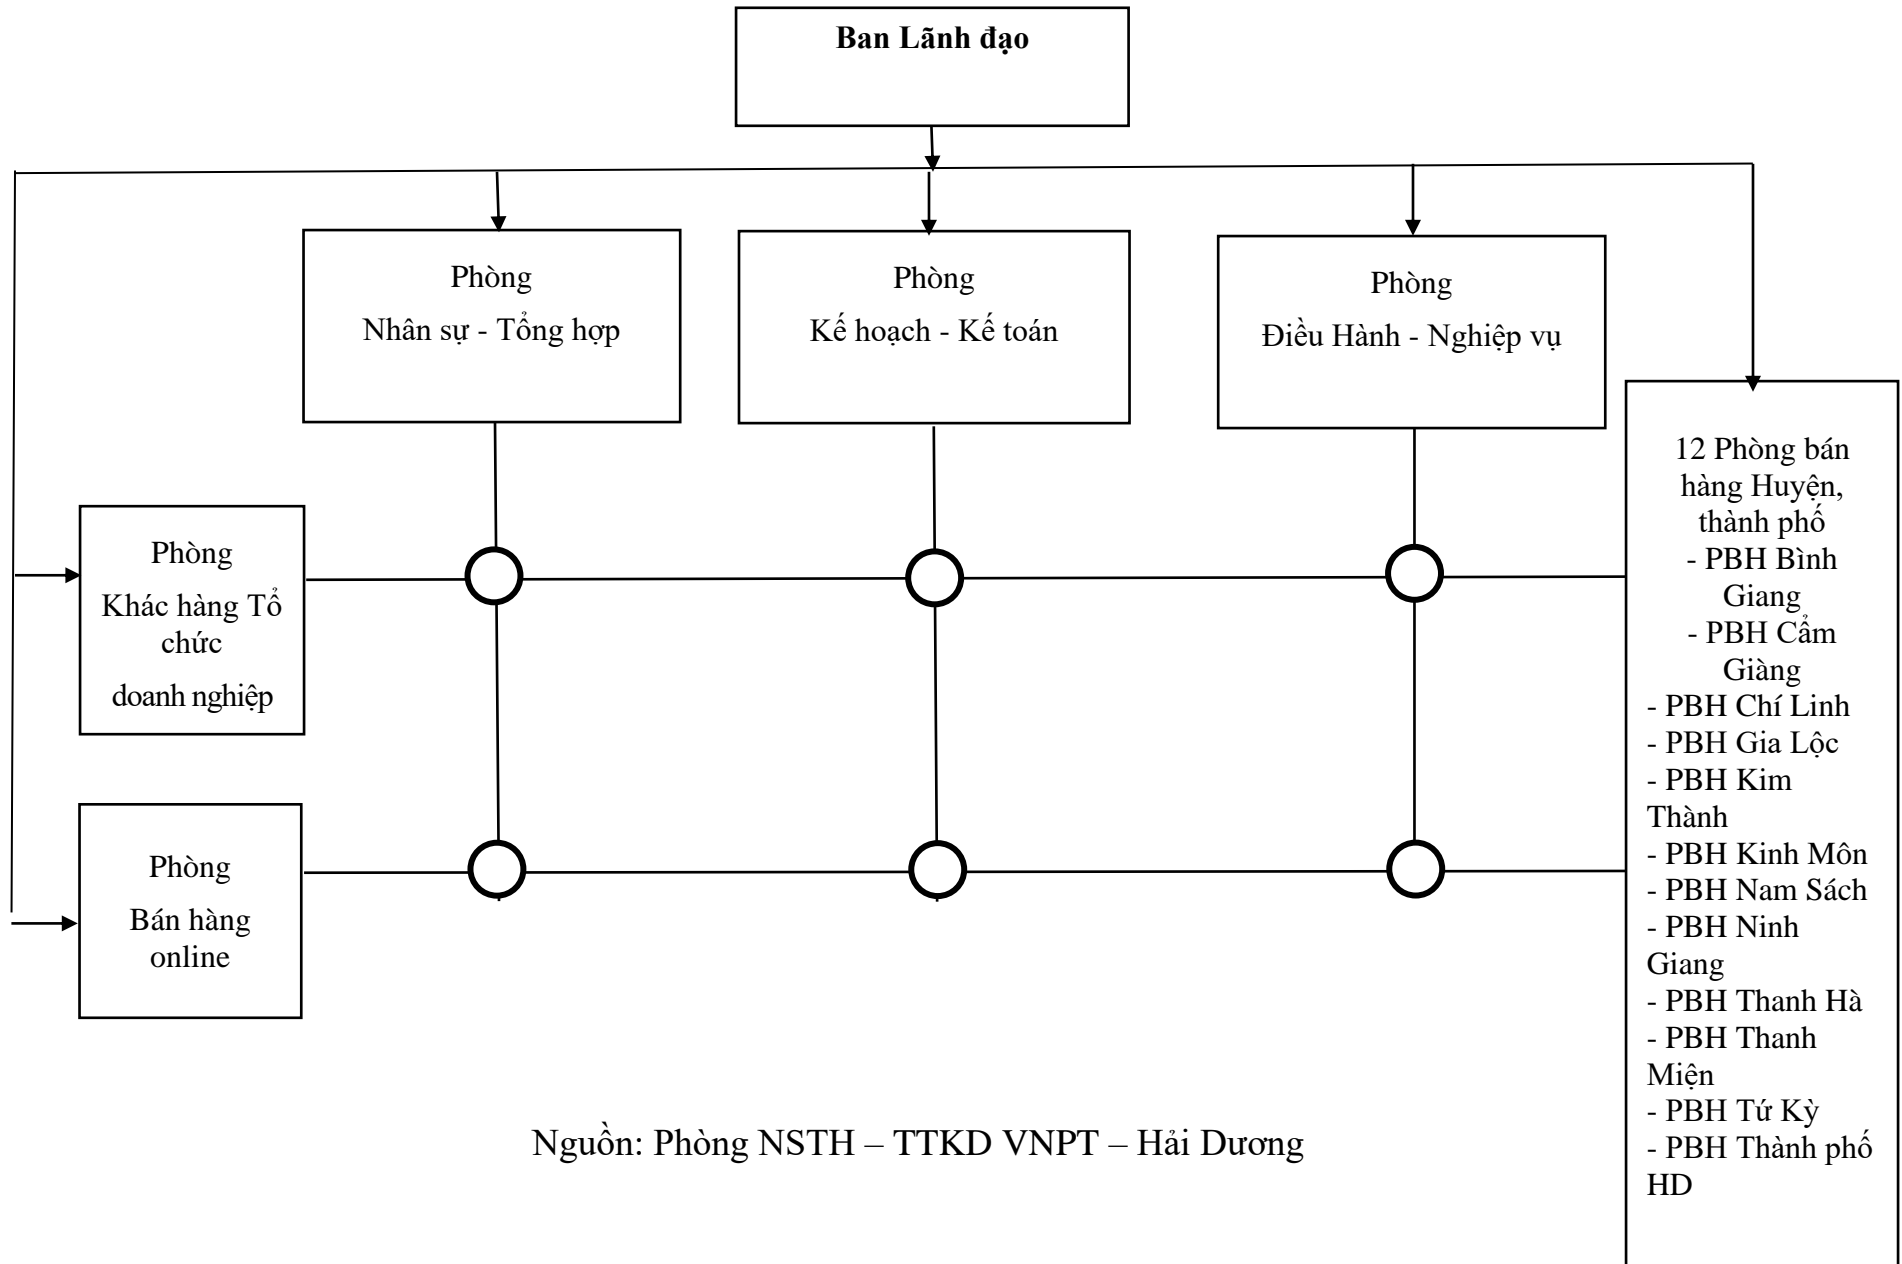 Ban Lãnh đạo
Phòng
Nhân sự - Tổng hợp
Phòng
Kế hoạch - Kế toán
Phòng
Điều Hành - Nghiệp vụ
Phòng
Khác hàng Tổ
chức
doanh nghiệp
Phòng
Bán hàng
online
12 Phòng bán
hàng Huyện,
thành phố
- PBH Bình
Giang
- PBH Cẩm
Giàng
- PBH Chí Linh
- PBH Gia Lộc
- PBH Kim
Thành
- PBH Kinh Môn
- PBH Nam Sách
- PBH Ninh
Giang
- PBH Thanh Hà
- PBH Thanh
Miện
- PBH Tứ Kỳ
- PBH Thành phố
HD
Nguồn: Phòng NSTH – TTKD VNPT – Hải Dương